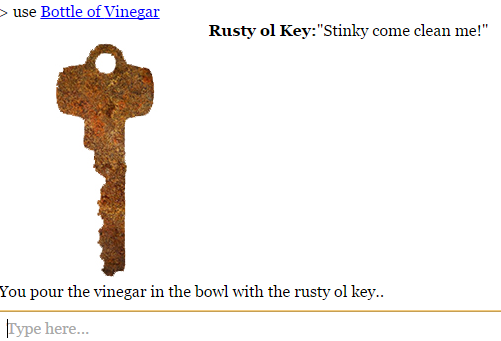 > use Bottle of Vinegar
Rusty ol Key:"Stinky come clean me!"
You pour the vinegar in the bowl with the rusty ol key..
Type here...